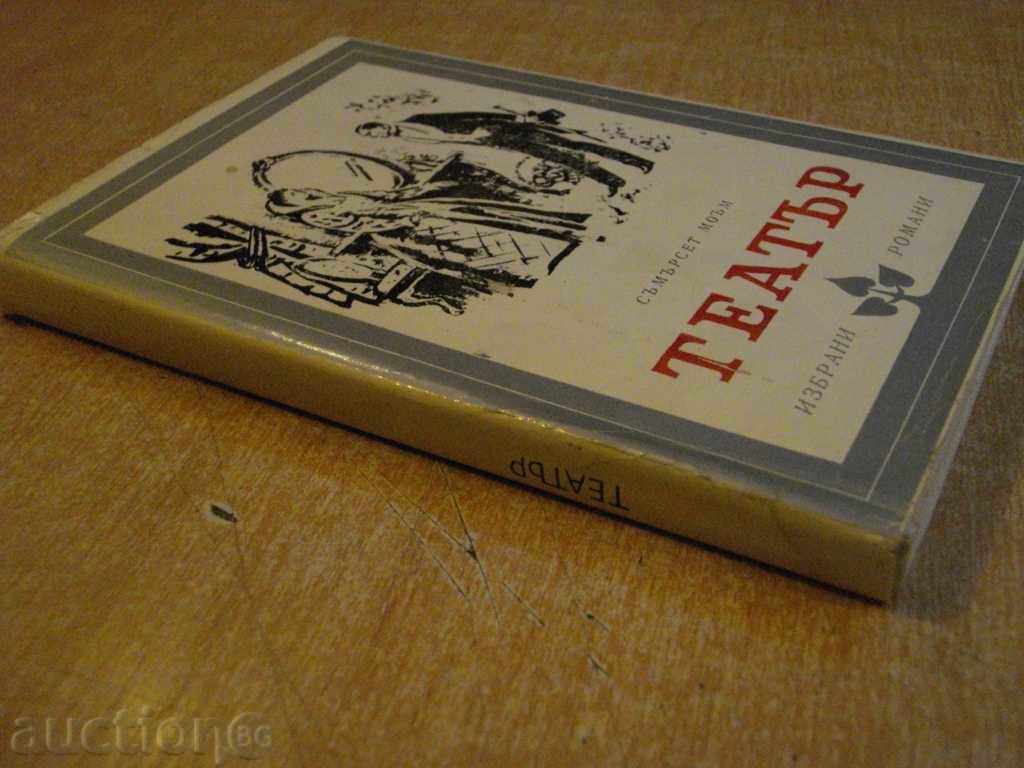 СЪМЪРСЕТ МОЪМ
ТЕАТЪР
ИЗБРАНИ РОМАНИ
ТЕАТЪР
auction BG